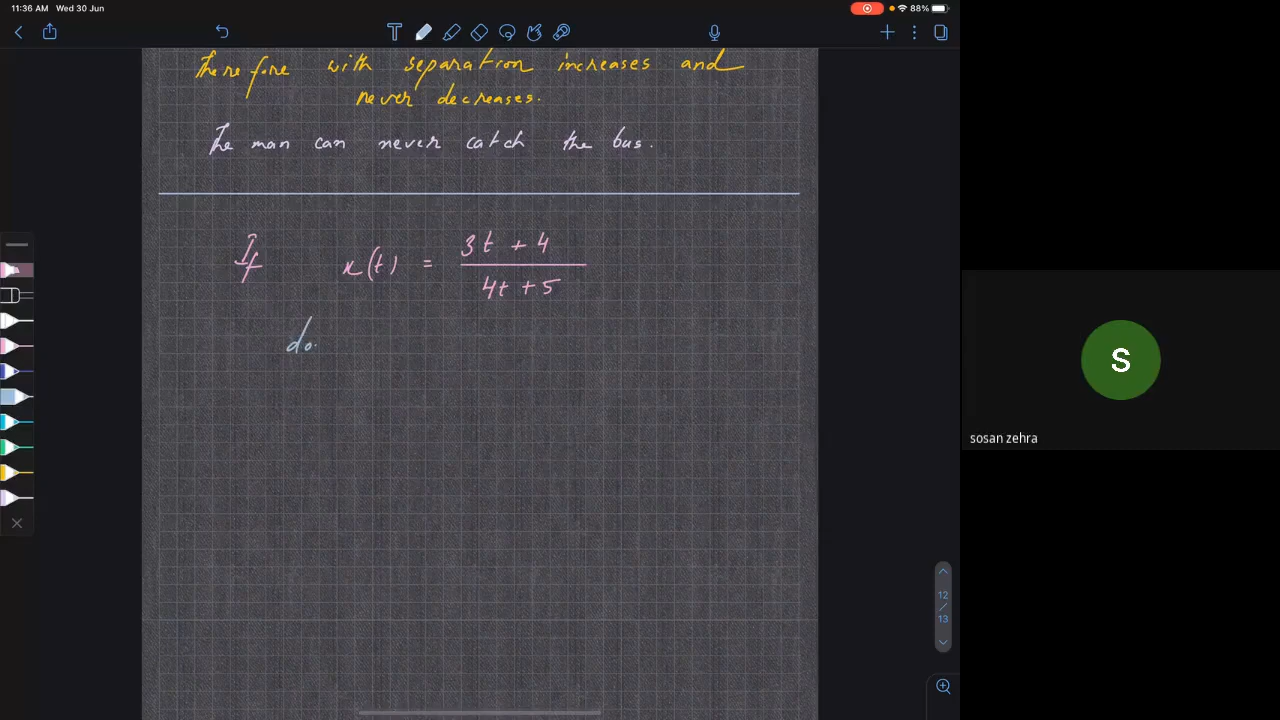 11:36 AM Wed 30 Jun
88%
Therefore with separation increases and
never decreases.
The man can never catch the bus.
If x(t) = 3t + 4 / 4t + 5
do.
S
sosan zehra
12
/
13